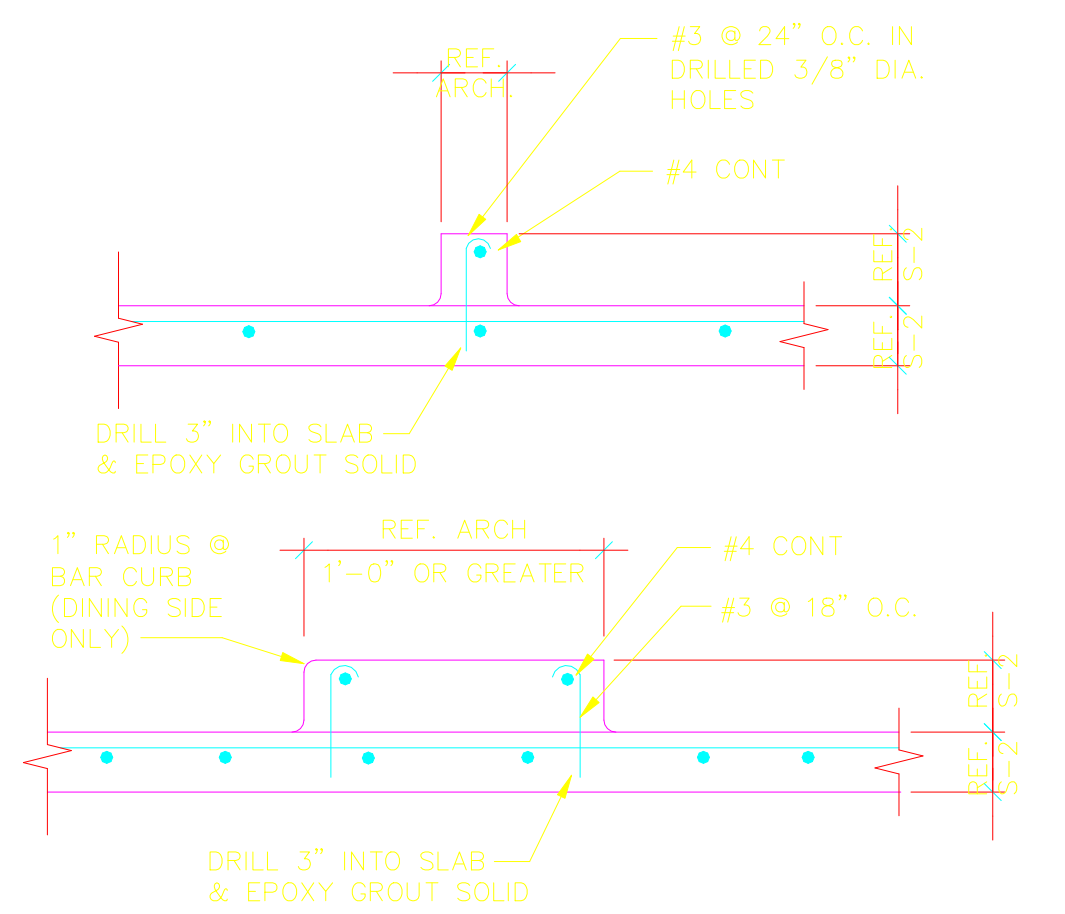 REF.
ARCH.
#3 @ 24" O.C. IN
DRILLED 3/8" DIA.
HOLES
#4 CONT
REF.
S-2
REF.
S-2
DRILL 3" INTO SLAB
& EPOXY GROUT SOLID
REF. ARCH
1'-0" OR GREATER
1" RADIUS @
BAR CURB
(DINING SIDE
ONLY)
#4 CONT
#3 @ 18" O.C.
REF.
S-2
REF.
S-2
DRILL 3" INTO SLAB
& EPOXY GROUT SOLID